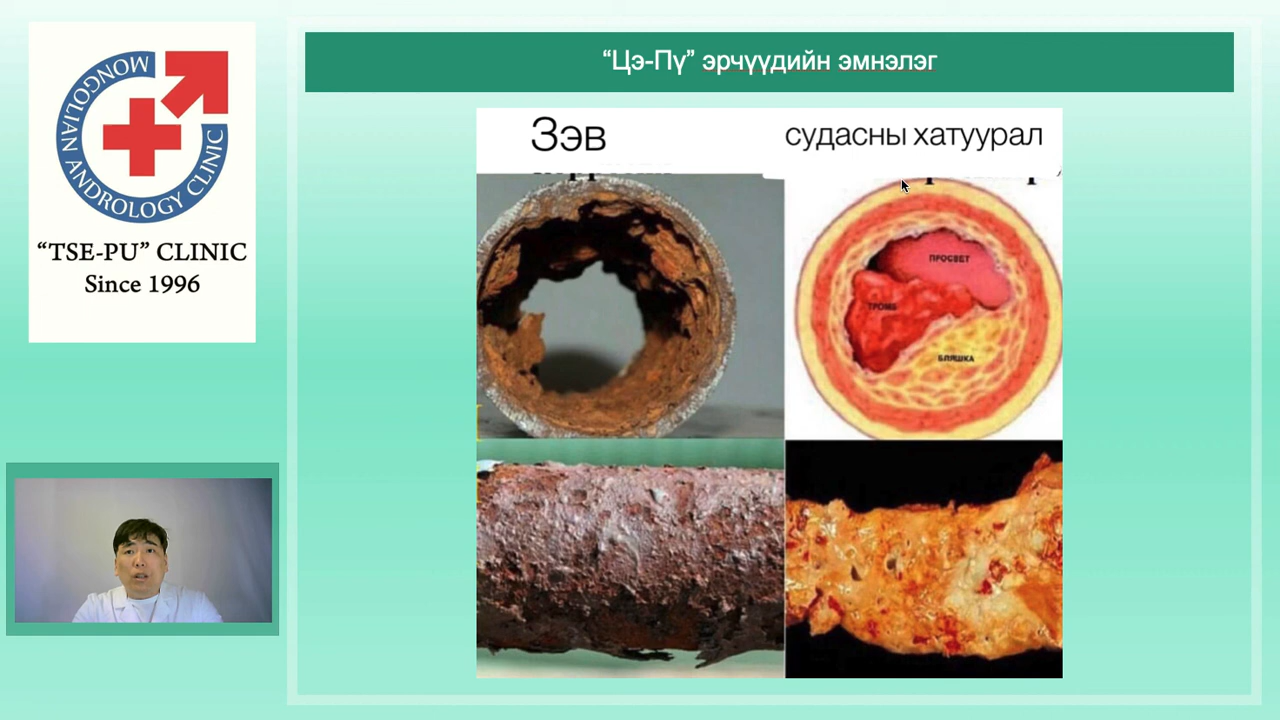 MONGOLIAN ANDROLOGY CLINIC
“TSE-PU” CLINIC
Since 1996
“Цэ-Пү” эрчүүдийн эмнэлэг
Зэв
судасны хатуурал
ПРОСВЕТ
ТРОМБ
БЛЯШКА